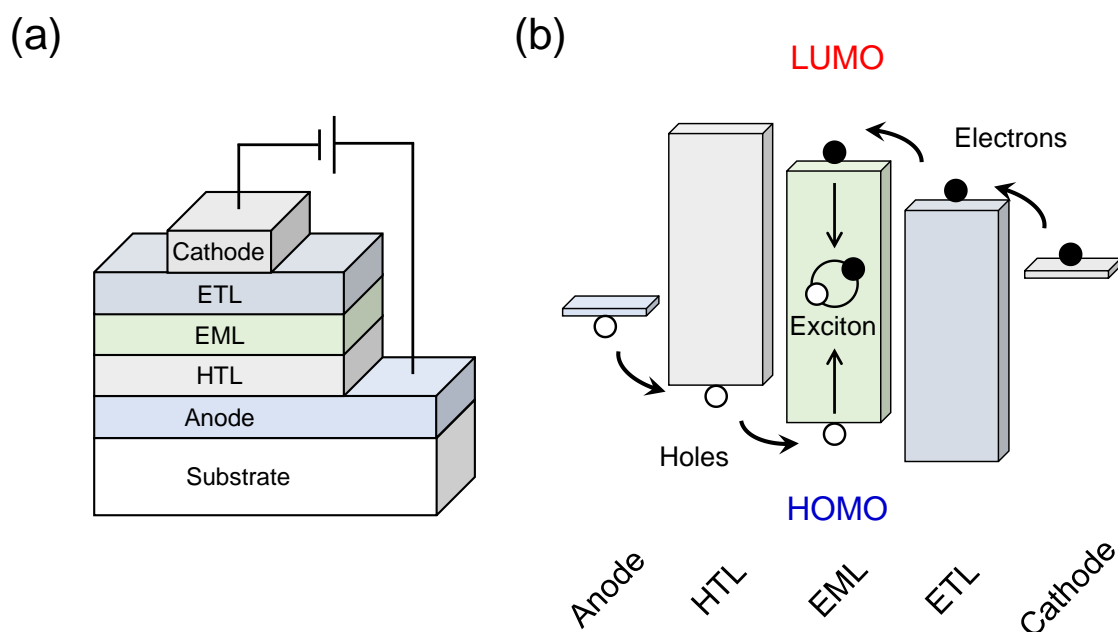 (a)
Cathode
ETL
EML
HTL
Anode
Substrate
(b)
LUMO
Electrons
Exciton
Holes
HOMO
Anode
HTL
EML
ETL
Cathode